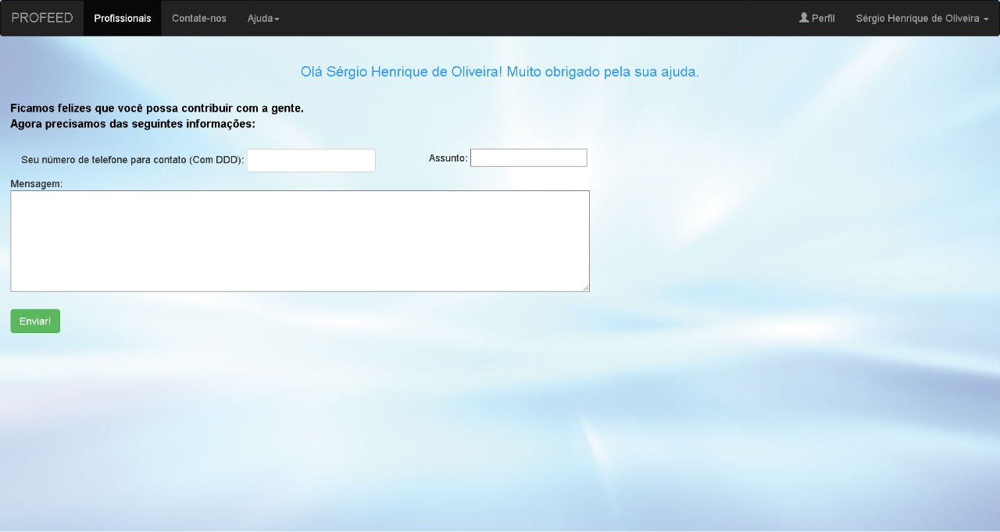 PROFEED Profissionais Contate-nos Ajuda Perfil Sérgio Henrique de Oliveira
Olá Sérgio Henrique de Oliveira! Muito obrigado pela sua ajuda.
Ficamos felizes que você possa contribuir com a gente.
Agora precisamos das seguintes informações:
Seu número de telefone para contato (Com DDD): Assunto:
Mensagem:
Enviar!